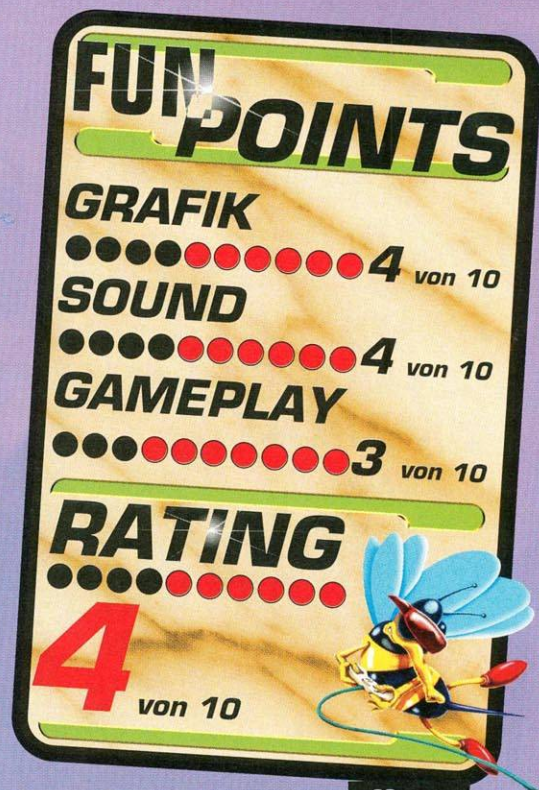 FUN
POINTS
GRAFIK
4 von 10
SOUND
4 von 10
GAMEPLAY
3 von 10
RATING
4
von 10